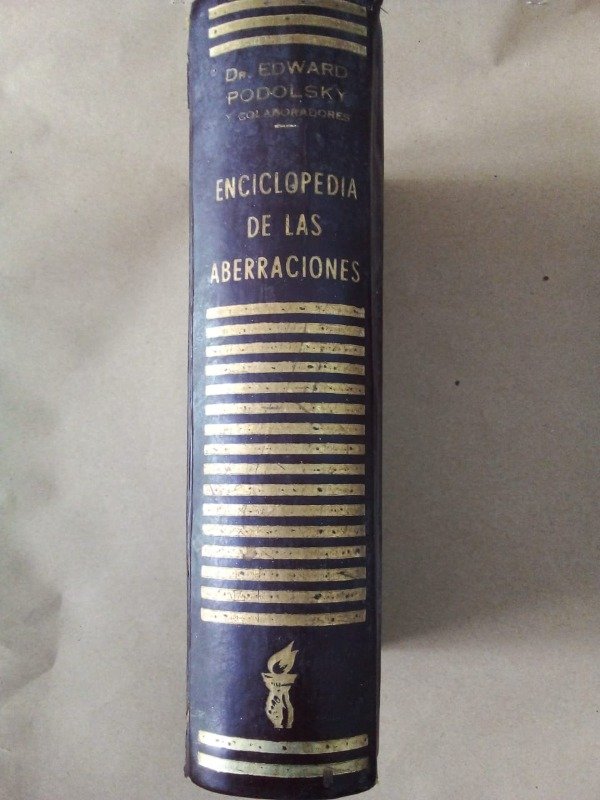 DR. EDWARD
PODOLSKY
Y COLABORADORES
ENCICLOPEDIA
DE LAS
ABERRACIONES